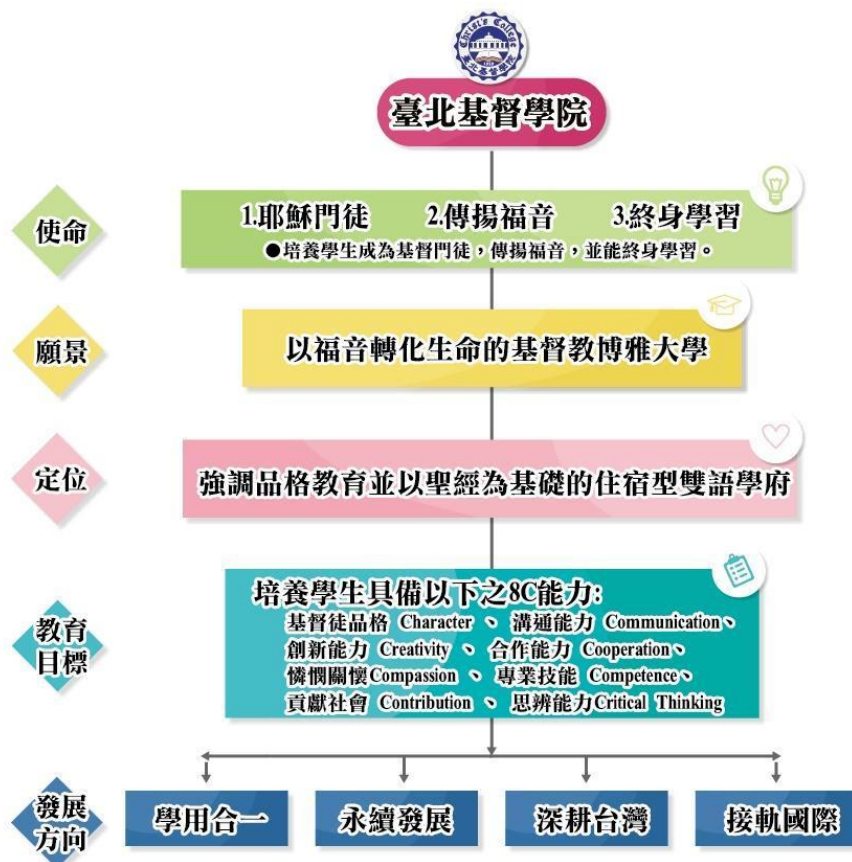 Christ's College
1959
臺北基督學院
臺北基督學院
使命
1.耶穌門徒 2.傳揚福音 3.終身學習
●培養學生成為基督門徒，傳揚福音，並能終身學習。
願景
以福音轉化生命的基督教博雅大學
定位
強調品格教育並以聖經為基礎的住宿型雙語學府
教育
目標
培養學生具備以下之8C能力:
基督徒品格 Character 、 溝通能力 Communication、
創新能力 Creativity 、 合作能力 Cooperation、
憐憫關懷Compassion 、 專業技能 Competence、
貢獻社會 Contribution 、 思辨能力Critical Thinking
發展
方向
學用合一 永續發展 深耕台灣 接軌國際